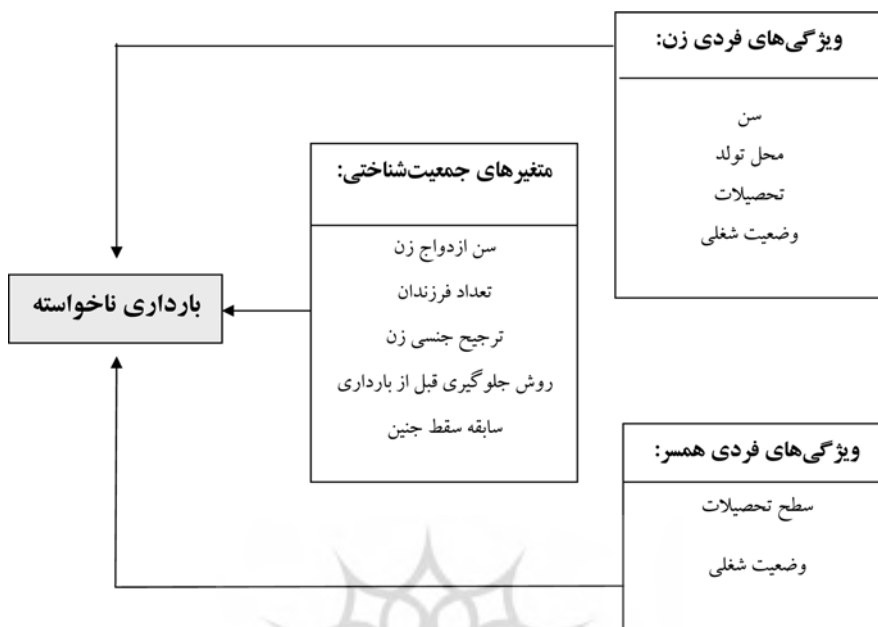 ویژگی‌های فردی زن:
سن
محل تولد
تحصیلات
وضعیت شغلی
متغیرهای جمعیت‌شناختی:
سن ازدواج زن
تعداد فرزندان
ترجیح جنسی زن
روش جلوگیری قبل از بارداری
سابقه سقط جنین
بارداری ناخواسته
ویژگی‌های فردی همسر:
سطح تحصیلات
وضعیت شغلی